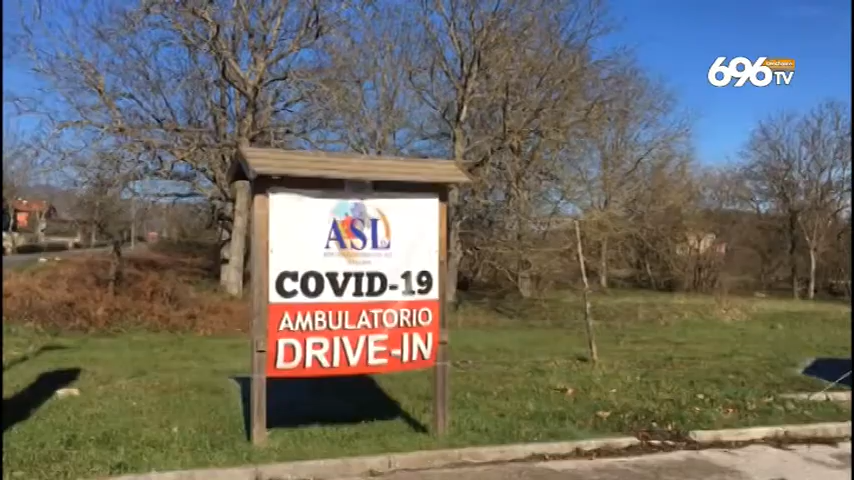 696
TV
ASL
COVID-19
AMBULATORIO
DRIVE-IN